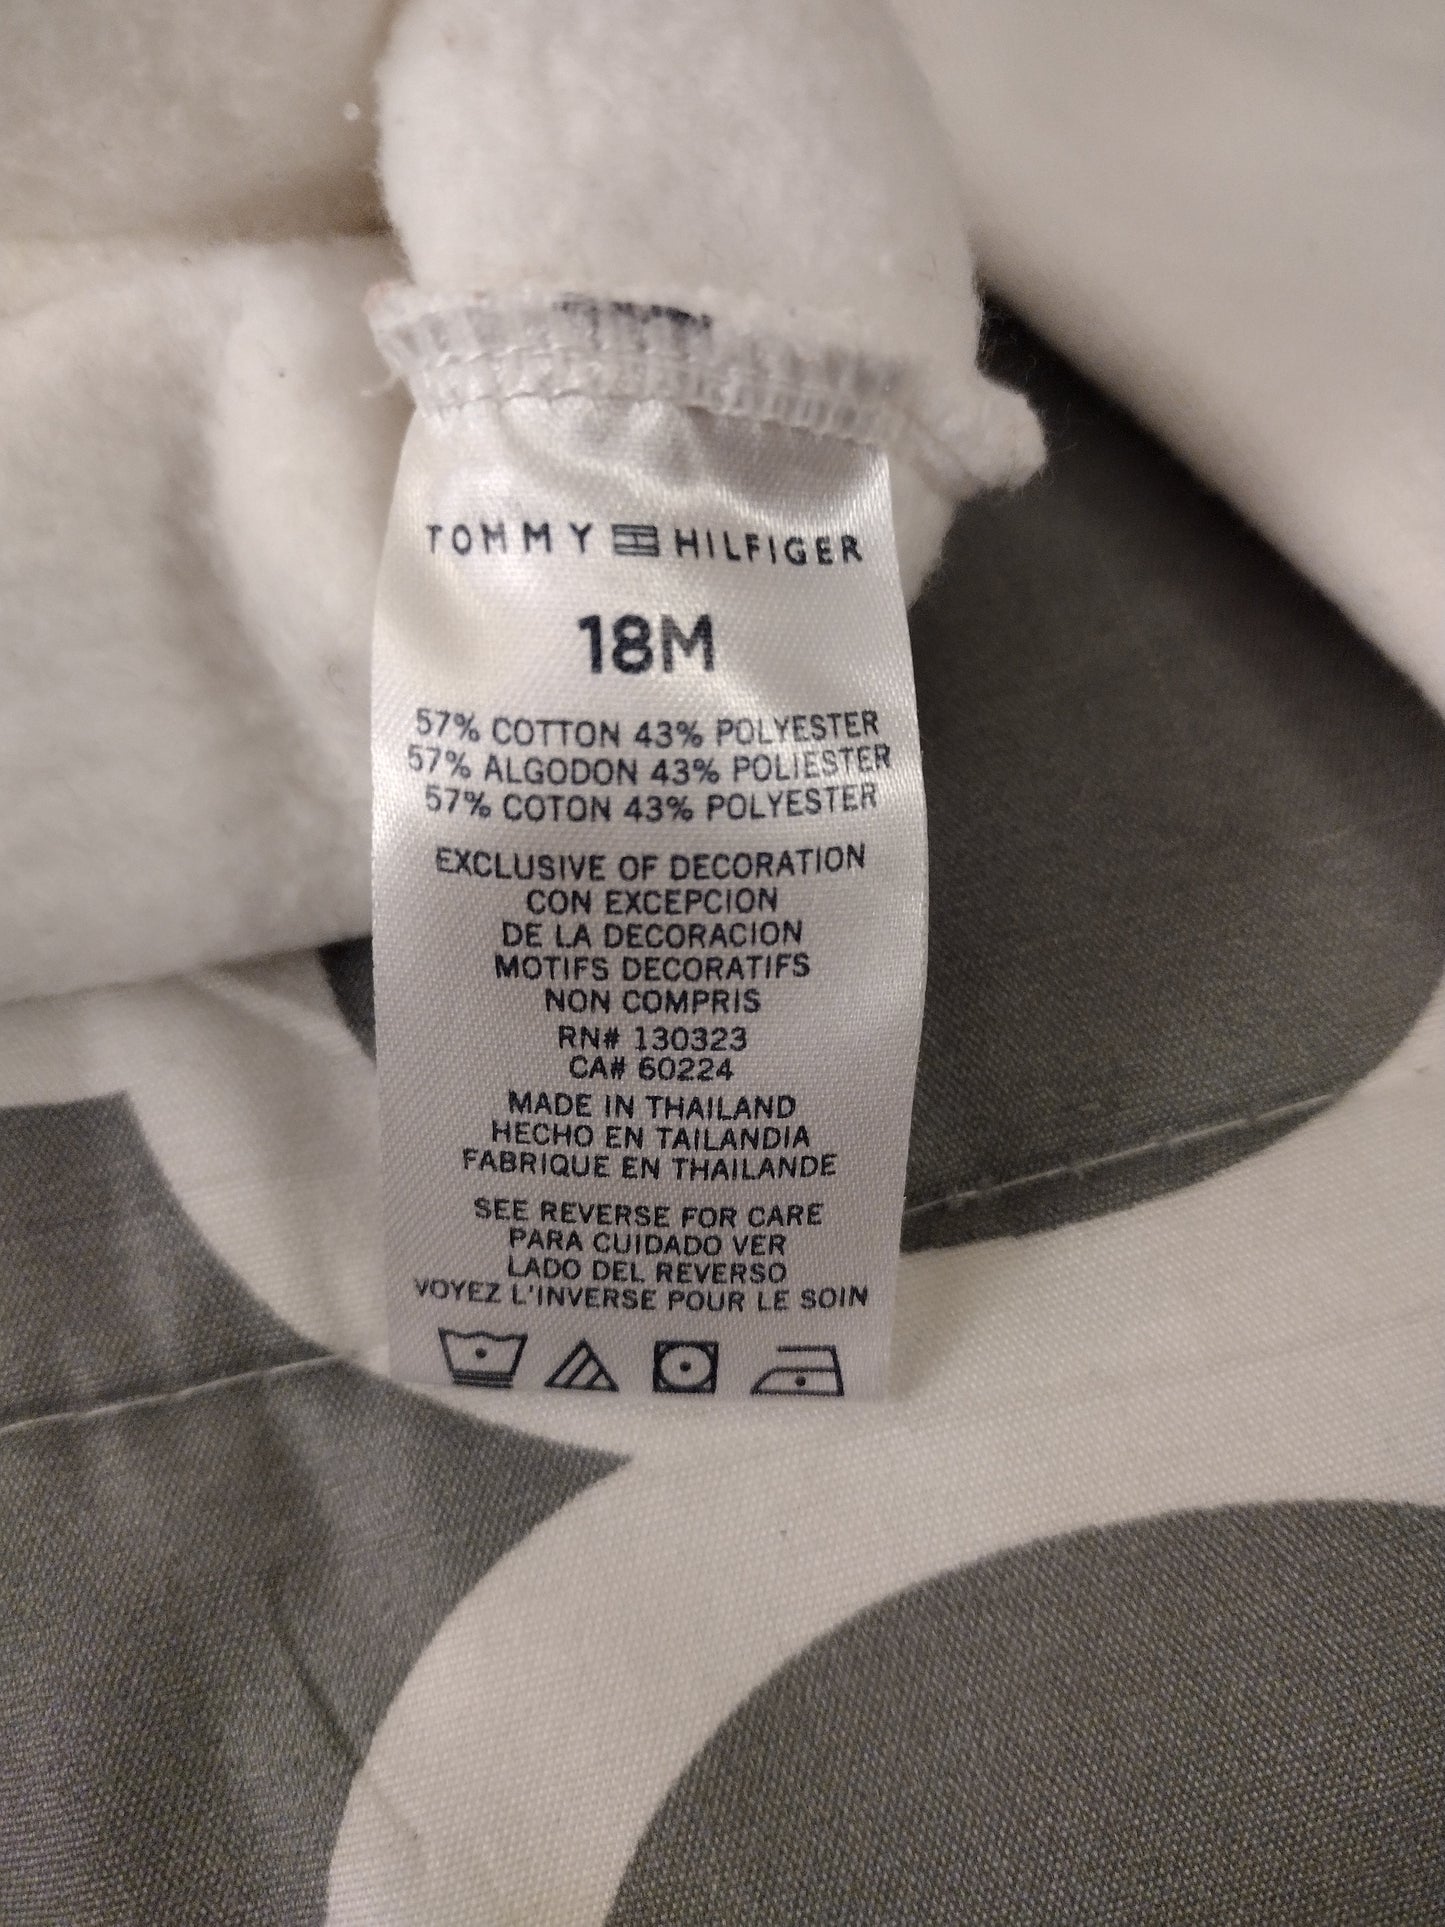 TOMMY HILFIGER
18M
57% COTTON 43% POLYESTER
57% ALGODON 43% POLIESTER
57% COTON 43% POLYESTER
EXCLUSIVE OF DECORATION
CON EXCEPCION
DE LA DECORACION
MOTIFS DECORATIFS
NON COMPRIS
RN# 130323
CA# 60224
MADE IN THAILAND
HECHO EN TAILANDIA
FABRIQUE EN THAILANDE
SEE REVERSE FOR CARE
PARA CUIDADO VER
LADO DEL REVERSO
VOYEZ L'INVERSE POUR LE SOIN